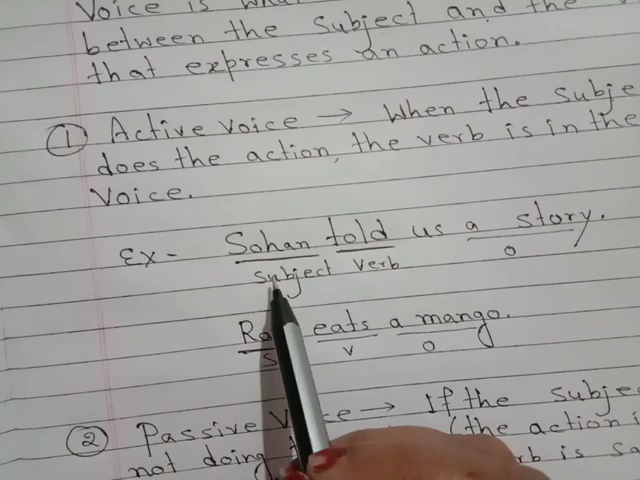 Voice is
between the subject and the
that expresses an action.
① Active voice → When the subje
does the action, the verb is in the
Voice.
Ex- Sohan told us a story.
subject verb O
eats a mango.
S V O
② Passive Voice → If the subje
not doing (the action i
is sa